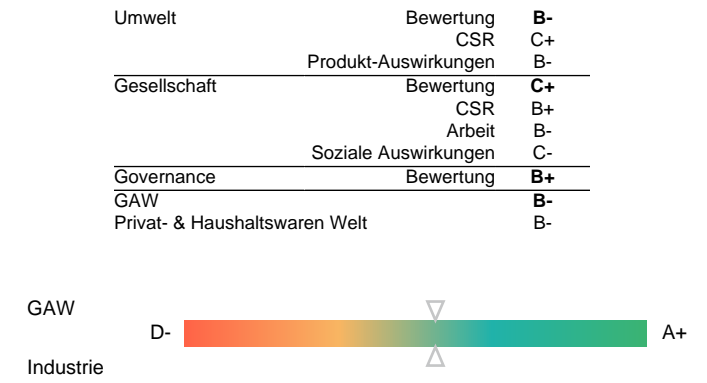 Umwelt Bewertung B-
CSR C+
Produkt-Auswirkungen B-
Gesellschaft Bewertung C+
CSR B+
Arbeit B-
Soziale Auswirkungen C-
Governance Bewertung B+
GAW B-
Privat- & Haushaltswaren Welt B-
GAW
D- A+
Industrie